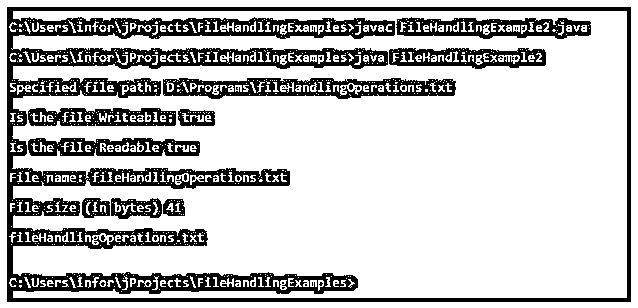 C:\Users\infor\jProjects\FileHandlingExamples>javac FileHandlingExample2.java
C:\Users\infor\jProjects\FileHandlingExamples>java FileHandlingExample2
Specified file path: D:\Programs\fileHandlingOperations.txt
Is the file Writeable: true
Is the file Readable true
File name: fileHandlingOperations.txt
File size (in bytes) 41
fileHandlingOperations.txt
C:\Users\infor\jProjects\FileHandlingExamples>